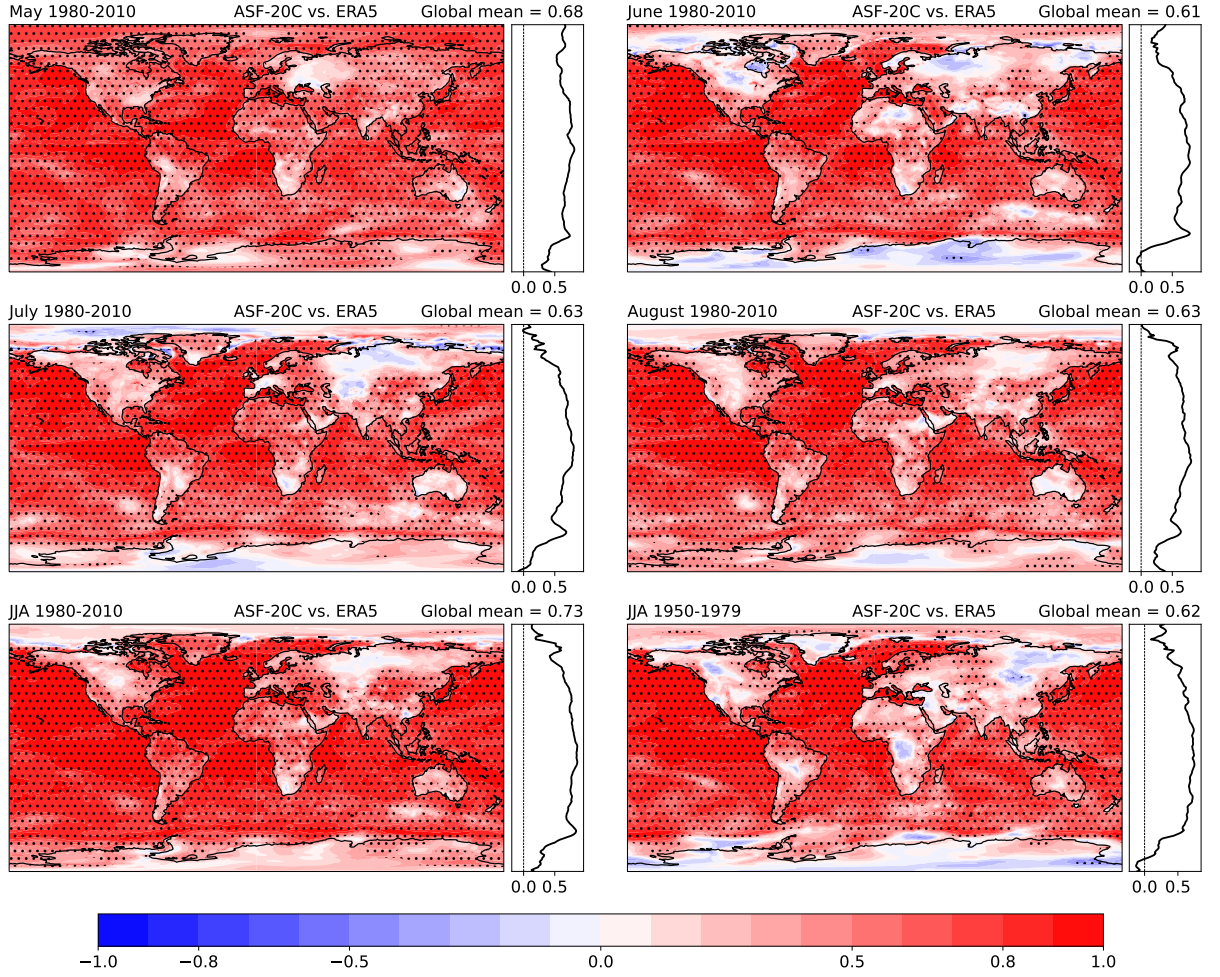 May 1980-2010 ASF-20C vs. ERA5 Global mean = 0.68
June 1980-2010 ASF-20C vs. ERA5 Global mean = 0.61
0.0 0.5
0.0 0.5
July 1980-2010 ASF-20C vs. ERA5 Global mean = 0.63
August 1980-2010 ASF-20C vs. ERA5 Global mean = 0.63
0.0 0.5
0.0 0.5
JJA 1980-2010 ASF-20C vs. ERA5 Global mean = 0.73
JJA 1950-1979 ASF-20C vs. ERA5 Global mean = 0.62
0.0 0.5
0.0 0.5
−1.0 −0.8 −0.5 0.0 0.5 0.8 1.0